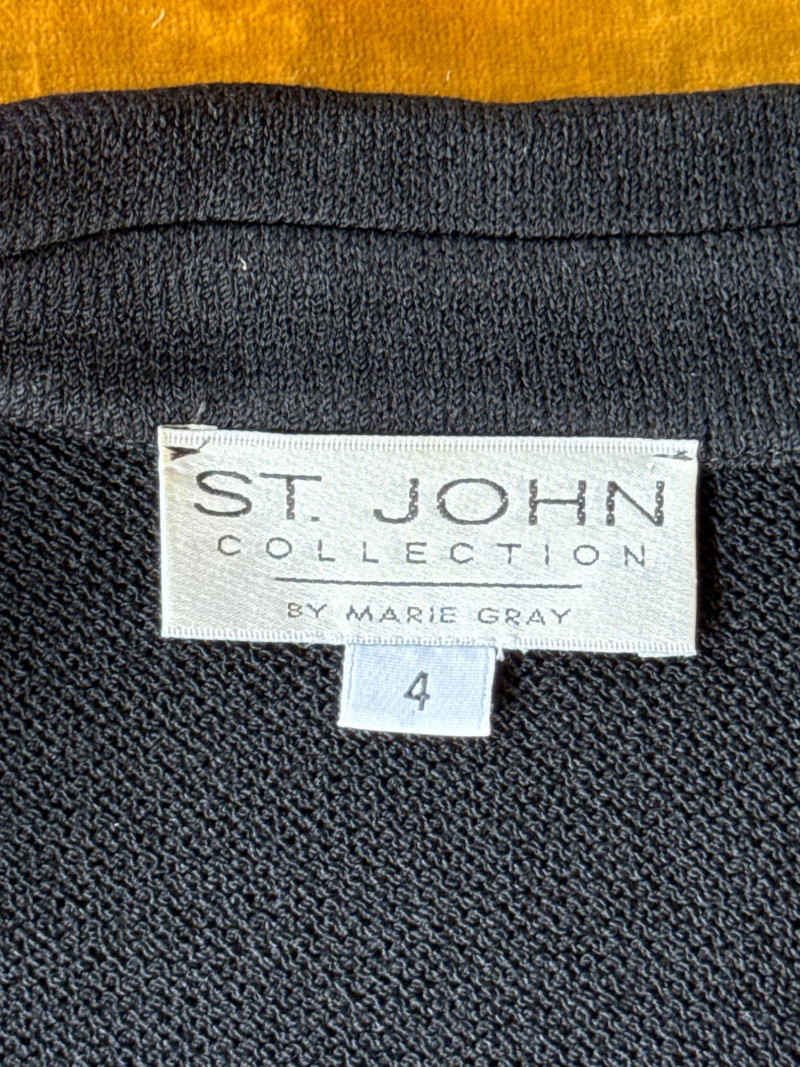 ST. JOHN
COLLECTION
BY MARIE GRAY
4